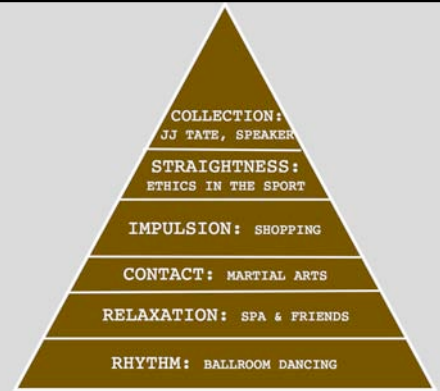 COLLECTION:
JJ TATE, SPEAKER
STRAIGHTNESS:
ETHICS IN THE SPORT
IMPULSION: SHOPPING
CONTACT: MARTIAL ARTS
RELAXATION: SPA & FRIENDS
RHYTHM: BALLROOM DANCING